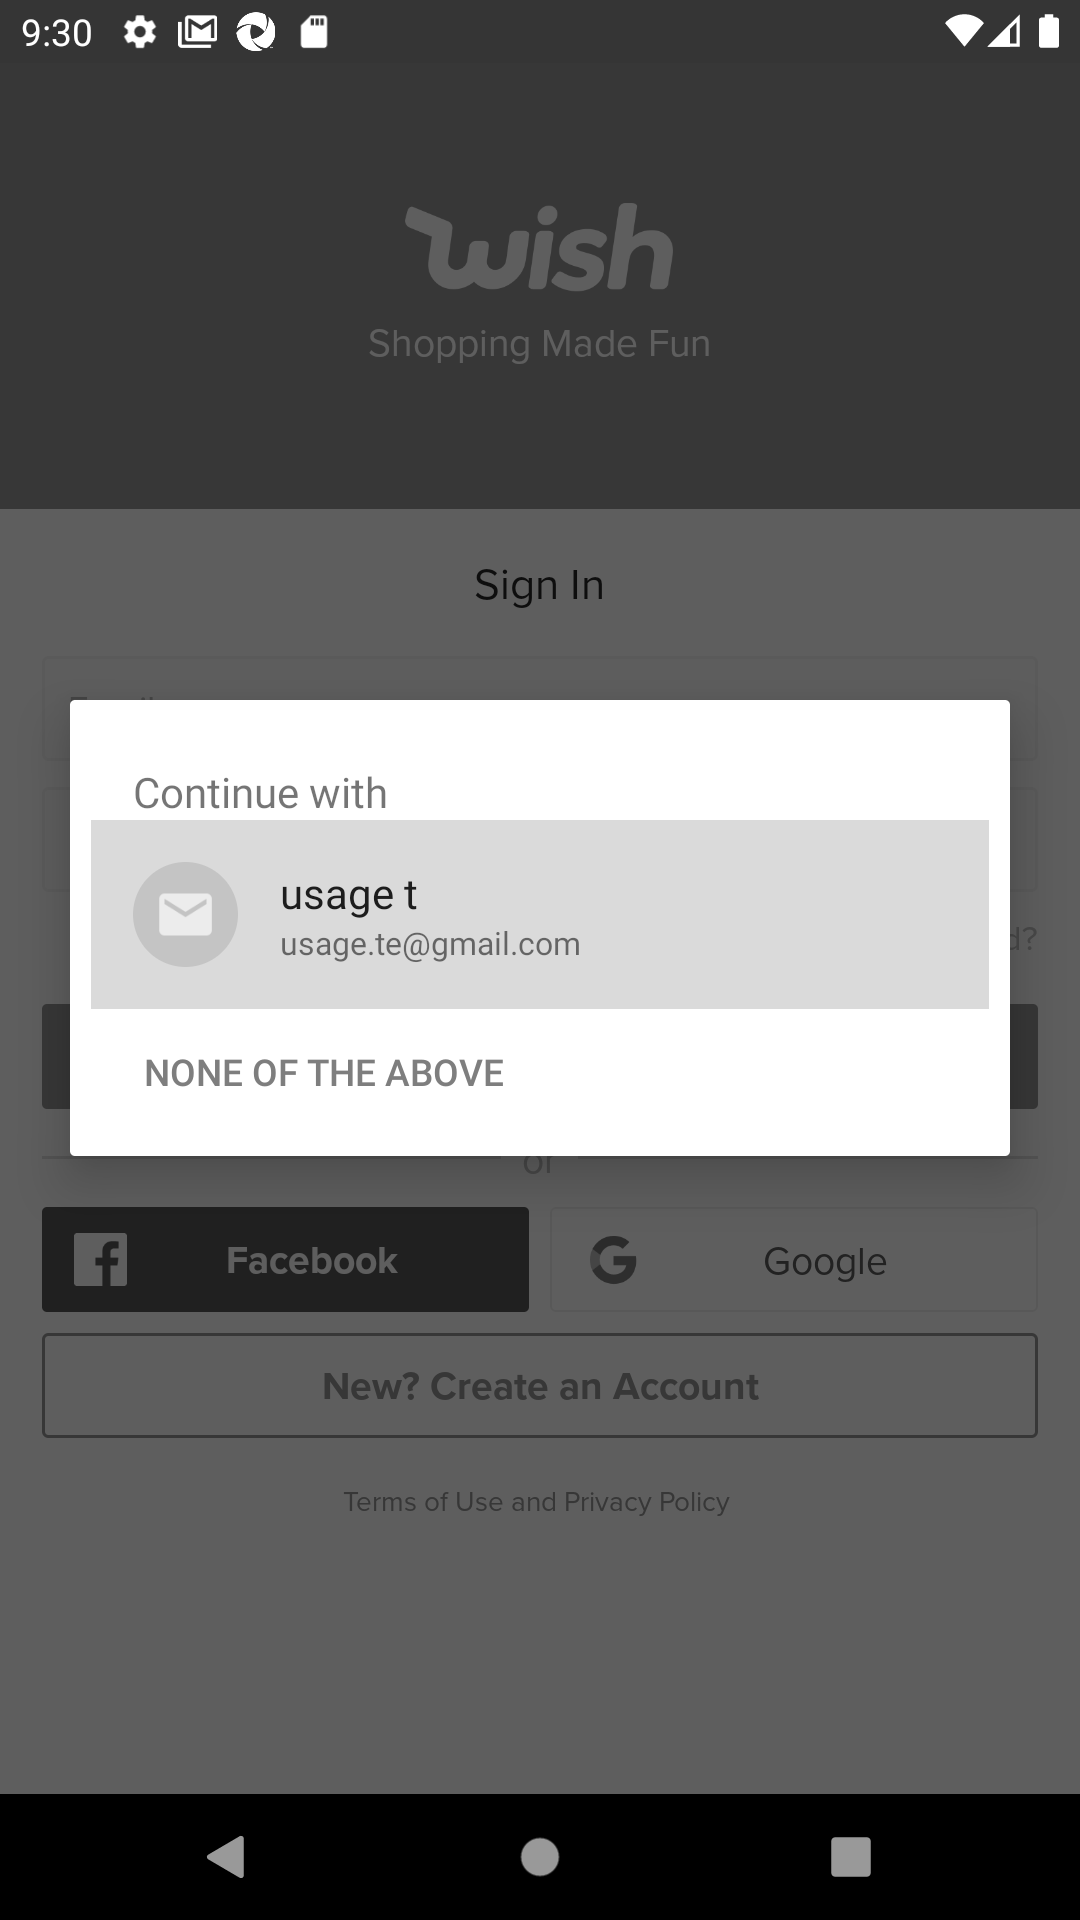 9:30
wish
Shopping Made Fun
Sign In
Continue with
usage t
usage.te@gmail.com
d?
NONE OF THE ABOVE
or
Facebook
Google
New? Create an Account
Terms of Use and Privacy Policy